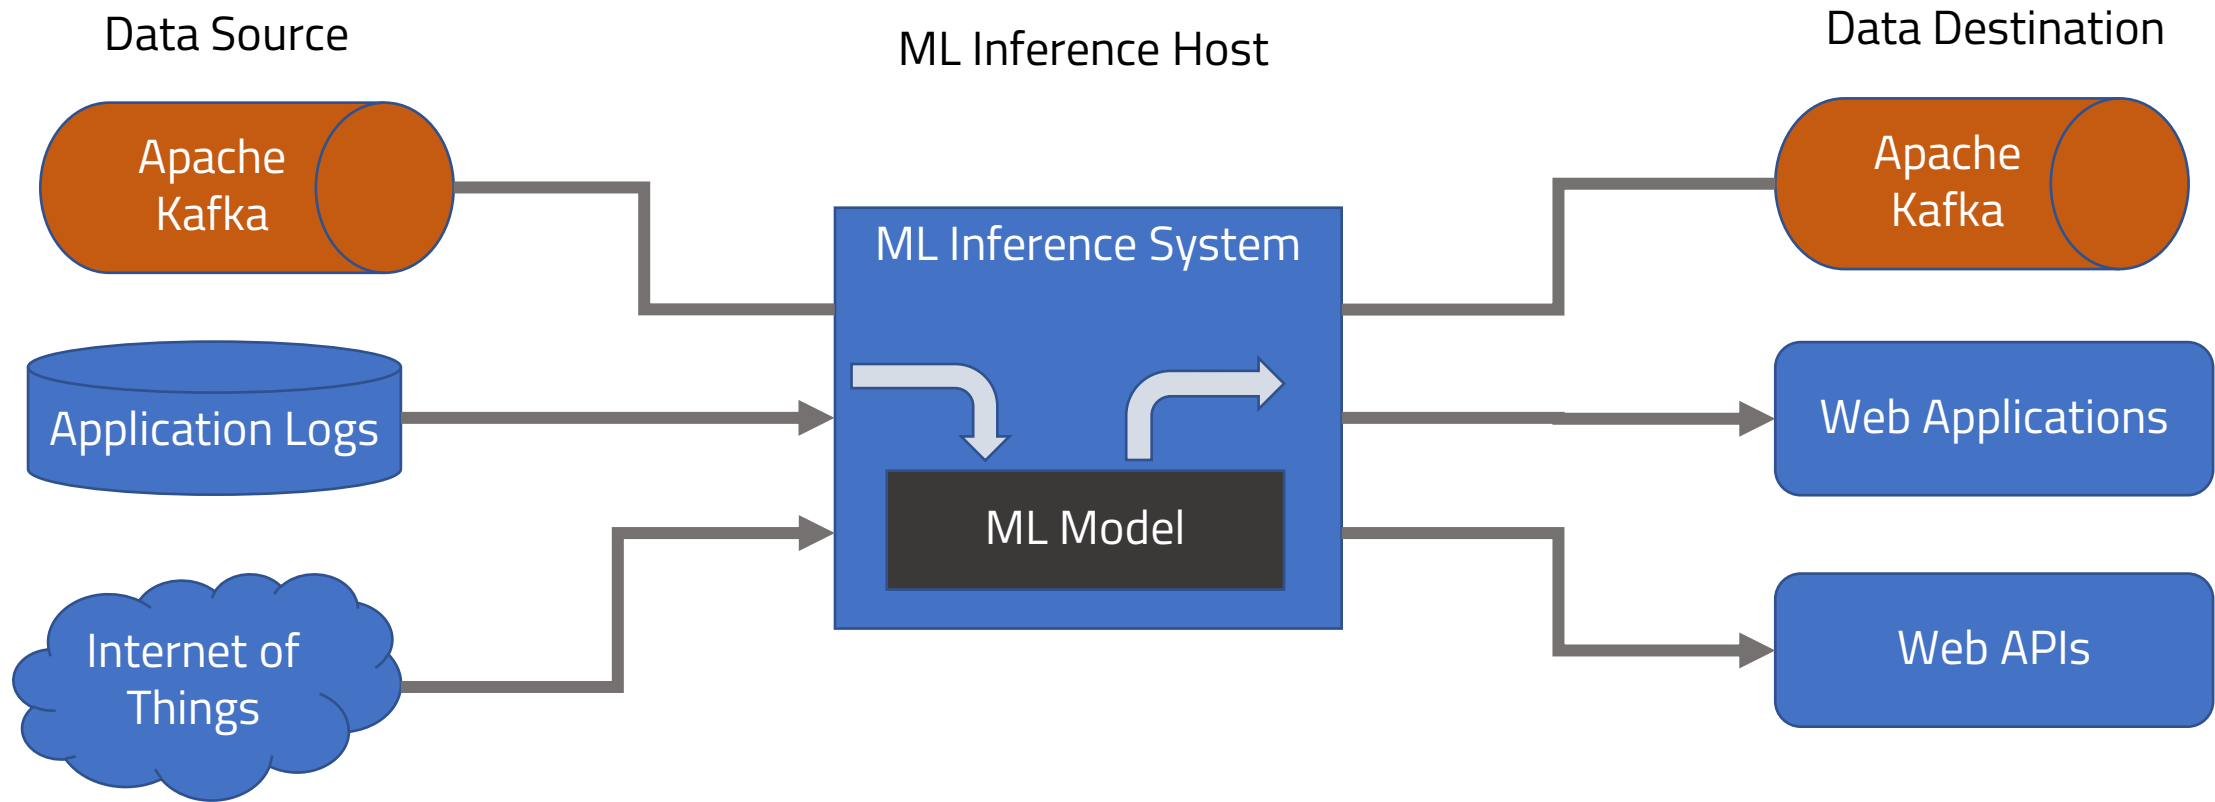 Data Source
ML Inference Host
Data Destination
Apache
Kafka
Application Logs
Internet of
Things
ML Inference System
ML Model
Apache
Kafka
Web Applications
Web APIs